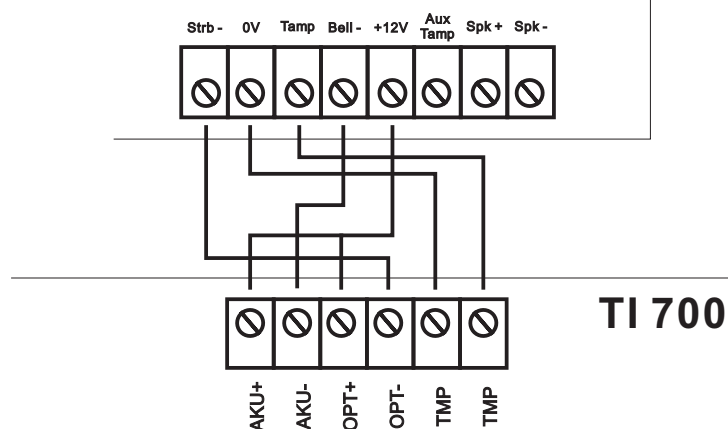 Strb - 0V Tamp Bell - +12V Aux Tamp Spk + Spk -
TI 700
AKU+ AKU- OPT+ OPT- TMP TMP